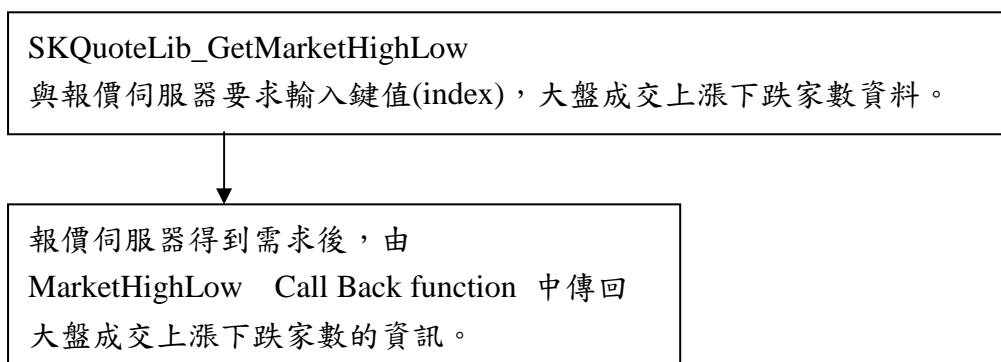 SKQuoteLib_GetMarketHighLow
與報價伺服器要求輸入鍵值(index)，大盤成交上漲下跌家數資料。
報價伺服器得到需求後，由
MarketHighLow Call Back function 中傳回
大盤成交上漲下跌家數的資訊。